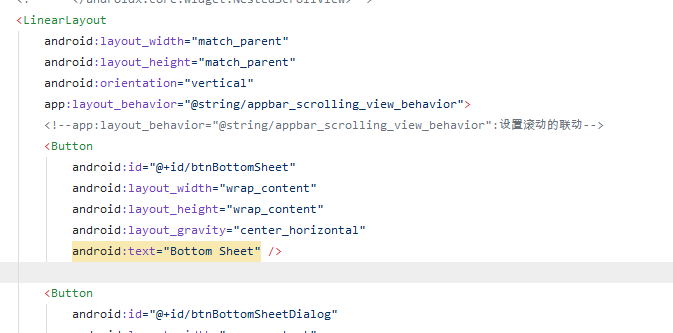 </androidx.core.widget.NestedScrollView>
<LinearLayout
android:layout_width="match_parent"
android:layout_height="match_parent"
android:orientation="vertical"
app:layout_behavior="@string/appbar_scrolling_view_behavior">
<!--app:layout_behavior="@string/appbar_scrolling_view_behavior":设置滚动的联动-->
<Button
android:id="@+id/btnBottomSheet"
android:layout_width="wrap_content"
android:layout_height="wrap_content"
android:layout_gravity="center_horizontal"
android:text="Bottom Sheet" />
<Button
android:id="@+id/btnBottomSheetDialog"